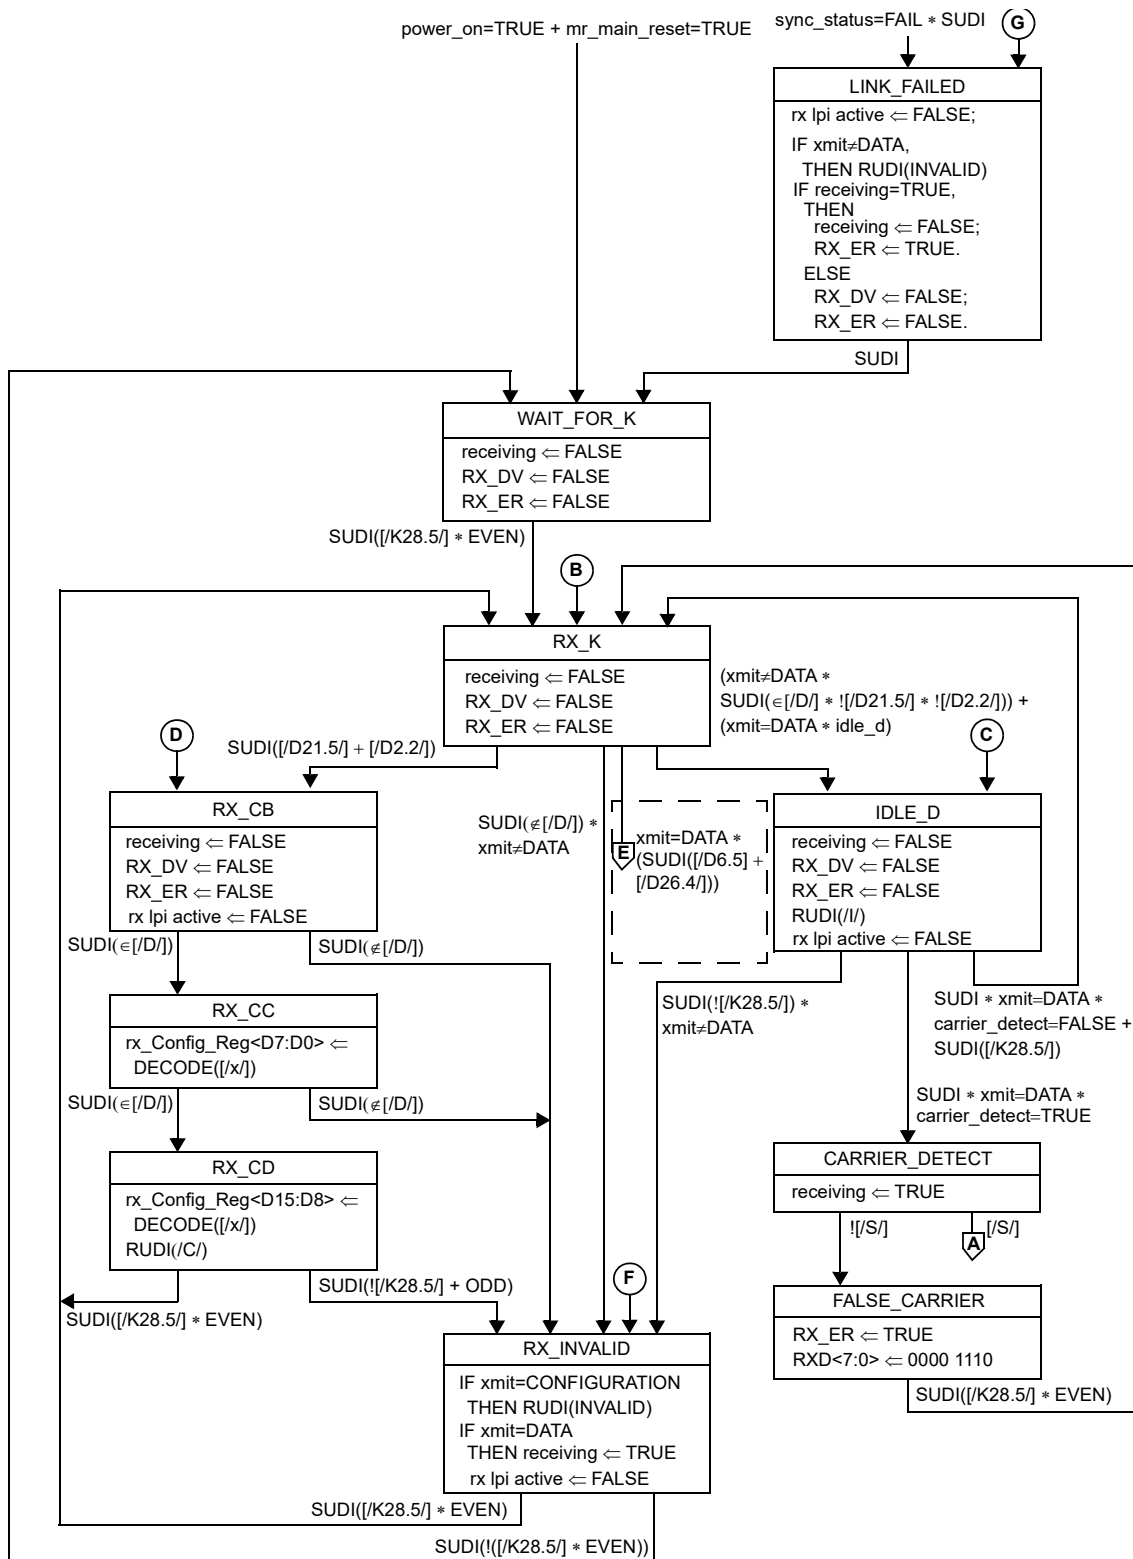 power_on=TRUE + mr_main_reset=TRUE
sync_status=FAIL ∗ SUDI
G
LINK_FAILED
rx lpi active ⇐ FALSE;
IF xmit≠DATA,
THEN RUDI(INVALID)
IF receiving=TRUE,
THEN
receiving ⇐ FALSE;
RX_ER ⇐ TRUE.
ELSE
RX_DV ⇐ FALSE;
RX_ER ⇐ FALSE.
SUDI
WAIT_FOR_K
receiving ⇐ FALSE
RX_DV ⇐ FALSE
RX_ER ⇐ FALSE
SUDI([/K28.5/] ∗ EVEN)
B
RX_K
receiving ⇐ FALSE
RX_DV ⇐ FALSE
RX_ER ⇐ FALSE
(xmit≠DATA ∗
SUDI(∈[/D/] ∗ ![/D21.5/] ∗ ![/D2.2/])) +
(xmit=DATA ∗ idle_d)
D
SUDI([/D21.5/] + [/D2.2/])
C
RX_CB
receiving ⇐ FALSE
RX_DV ⇐ FALSE
RX_ER ⇐ FALSE
rx lpi active ⇐ FALSE
SUDI(∉[/D/]) ∗
xmit≠DATA
E
xmit=DATA ∗
(SUDI([/D6.5] +
[/D26.4/]))
IDLE_D
receiving ⇐ FALSE
RX_DV ⇐ FALSE
RX_ER ⇐ FALSE
RUDI(/I/)
rx lpi active ⇐ FALSE
SUDI(∈[/D/])
SUDI(∉[/D/])
SUDI(![/K28.5/]) ∗
xmit≠DATA
SUDI ∗ xmit=DATA ∗
carrier_detect=FALSE +
SUDI([/K28.5/])
RX_CC
rx_Config_Reg<D7:D0> ⇐
DECODE([/x/])
SUDI(∈[/D/])
SUDI(∉[/D/])
SUDI ∗ xmit=DATA ∗
carrier_detect=TRUE
RX_CD
rx_Config_Reg<D15:D8> ⇐
DECODE([/x/])
RUDI(/C/)
CARRIER_DETECT
receiving ⇐ TRUE
![/S/]
[/S/]
A
SUDI([/K28.5/] ∗ EVEN)
SUDI(![/K28.5/] + ODD)
F
FALSE_CARRIER
RX_ER ⇐ TRUE
RXD<7:0> ⇐ 0000 1110
SUDI([/K28.5/] ∗ EVEN)
RX_INVALID
IF xmit=CONFIGURATION
THEN RUDI(INVALID)
IF xmit=DATA
THEN receiving ⇐ TRUE
rx lpi active ⇐ FALSE
SUDI([/K28.5/] ∗ EVEN)
SUDI(!([/K28.5/] ∗ EVEN))